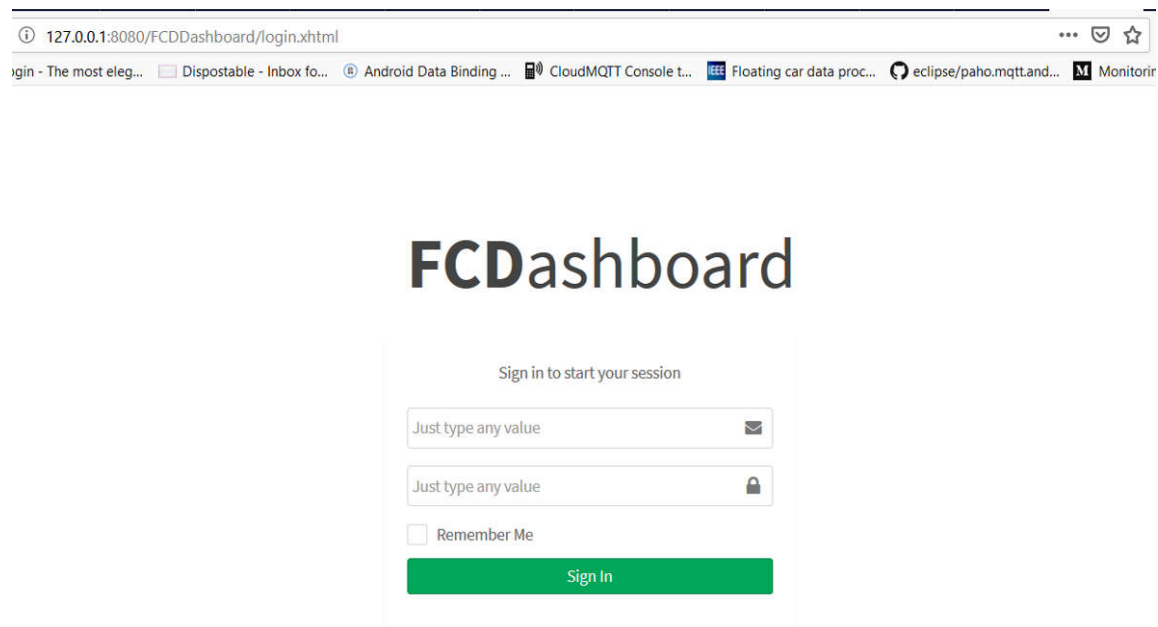 127.0.0.1:8080/FCDDashboard/login.xhtml
ogin - The most eleg... Dispostable - Inbox fo... Android Data Binding ... CloudMQTT Console t... IEEE Floating car data proc... eclipse/paho.mqtt.and... M Monitorin
FCDashboard
Sign in to start your session
Just type any value
Just type any value
Remember Me
Sign In